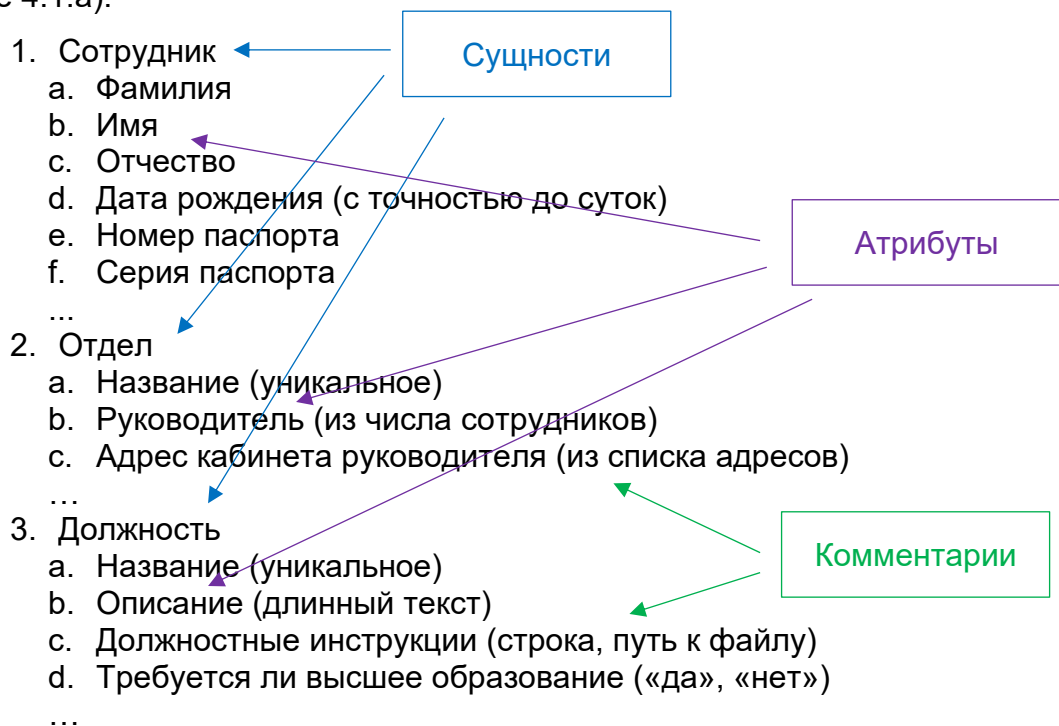 с 4.1.а).
1. Сотрудник
Сущности
a. Фамилия
b. Имя
c. Отчество
d. Дата рождения (с точностью до суток)
e. Номер паспорта
Атрибуты
f. Серия паспорта
...
2. Отдел
a. Название (уникальное)
b. Руководитель (из числа сотрудников)
c. Адрес кабинета руководителя (из списка адресов)
…
3. Должность
Комментарии
a. Название (уникальное)
b. Описание (длинный текст)
c. Должностные инструкции (строка, путь к файлу)
d. Требуется ли высшее образование («да», «нет»)
…